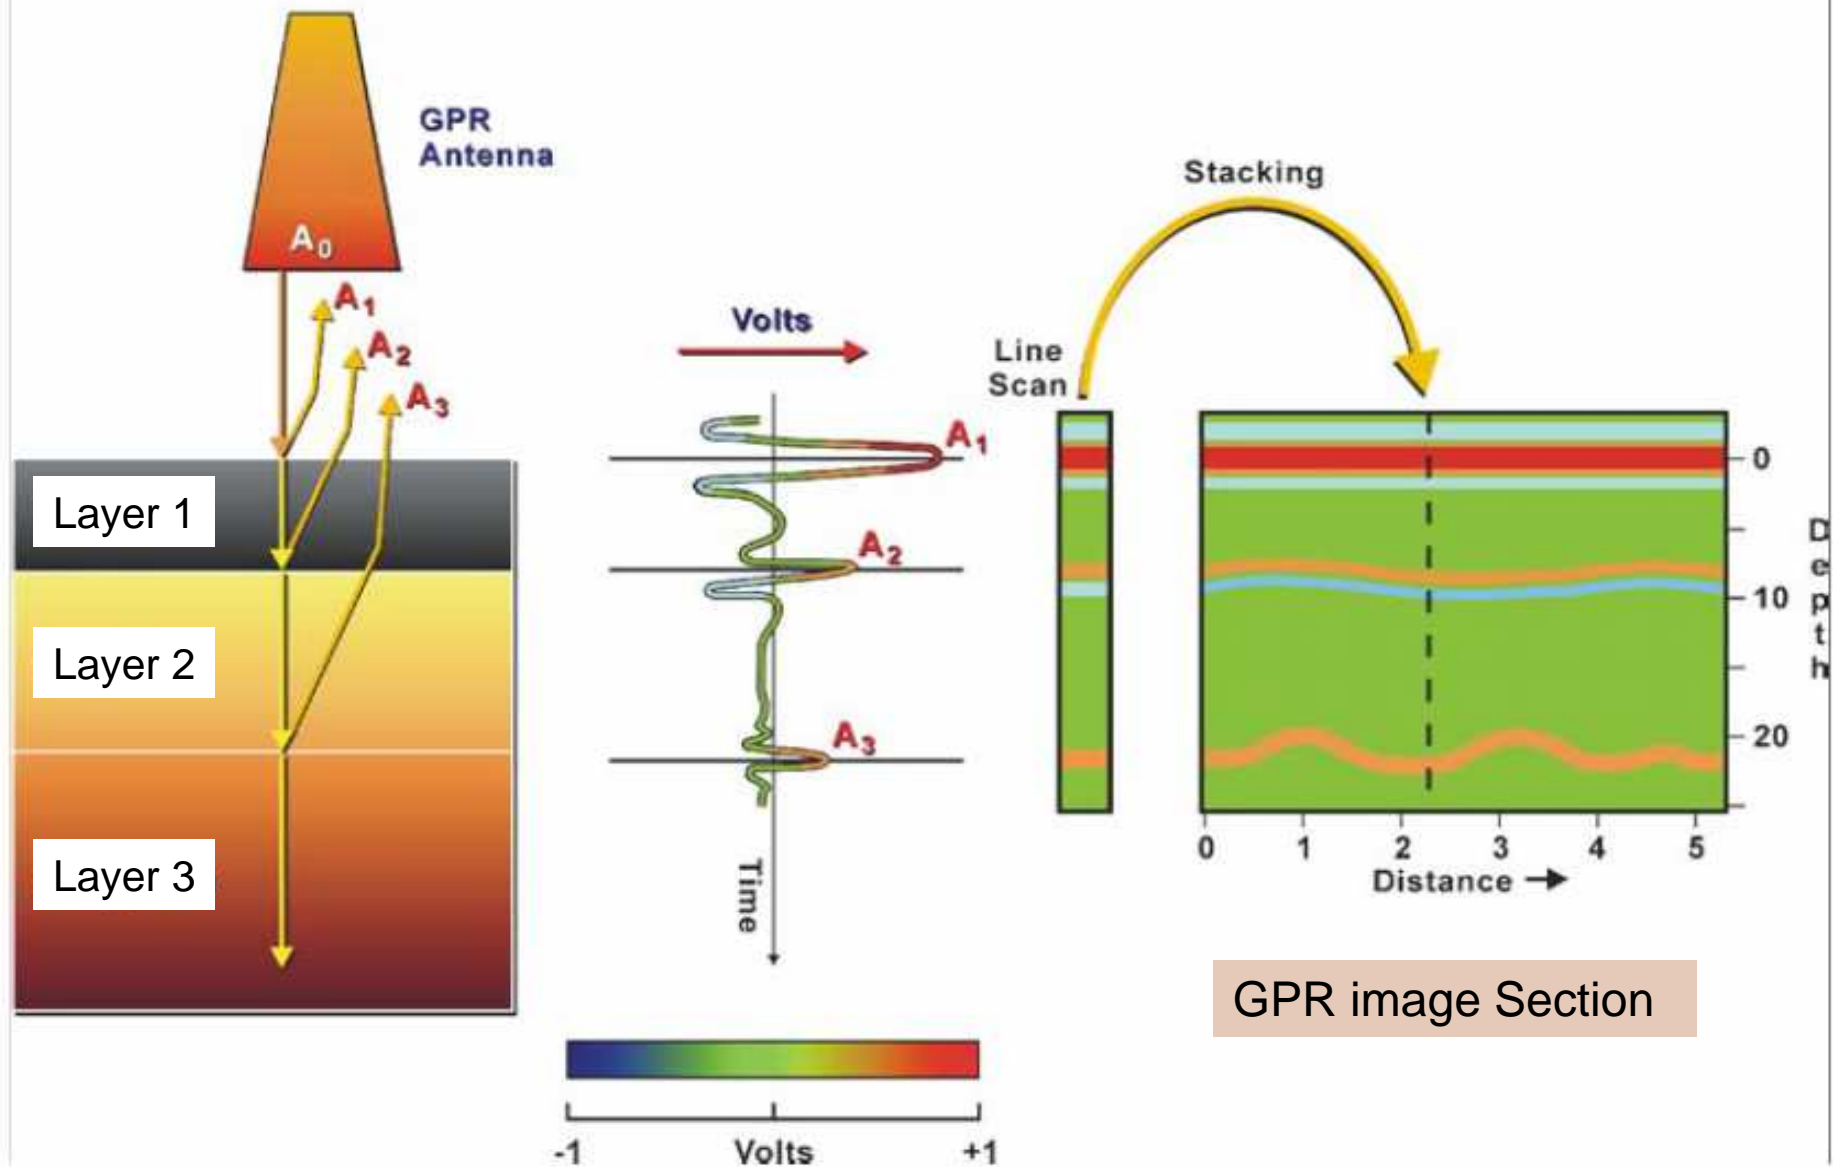 GPR
Antenna
A0
A1
A2
A3
Layer 1
Layer 2
Layer 3
Volts
A1
A2
A3
Time
-1
Volts
+1
Line
Scan
Stacking
0
10
20
Depth
0 1 2 3 4 5
Distance
GPR image Section